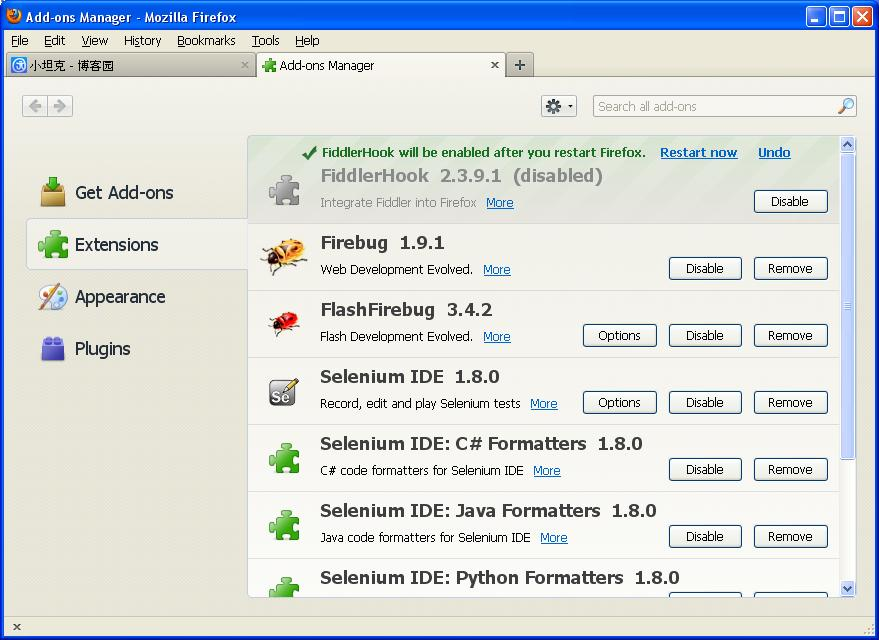 Add-ons Manager - Mozilla Firefox
File Edit View History Bookmarks Tools Help
小坦克 - 博客园
Add-ons Manager
Search all add-ons
FiddlerHook will be enabled after you restart Firefox. Restart now Undo
FiddlerHook 2.3.9.1 (disabled)
Integrate Fiddler into Firefox More
Disable
Get Add-ons
Extensions
Appearance
Plugins
Firebug 1.9.1
Web Development Evolved. More
Disable Remove
FlashFirebug 3.4.2
Flash Development Evolved. More
Options Disable Remove
Selenium IDE 1.8.0
Se
Record, edit and play Selenium tests More
Options Disable Remove
Selenium IDE: C# Formatters 1.8.0
C# code formatters for Selenium IDE More
Disable Remove
Selenium IDE: Java Formatters 1.8.0
Java code formatters for Selenium IDE More
Disable Remove
Selenium IDE: Python Formatters 1.8.0